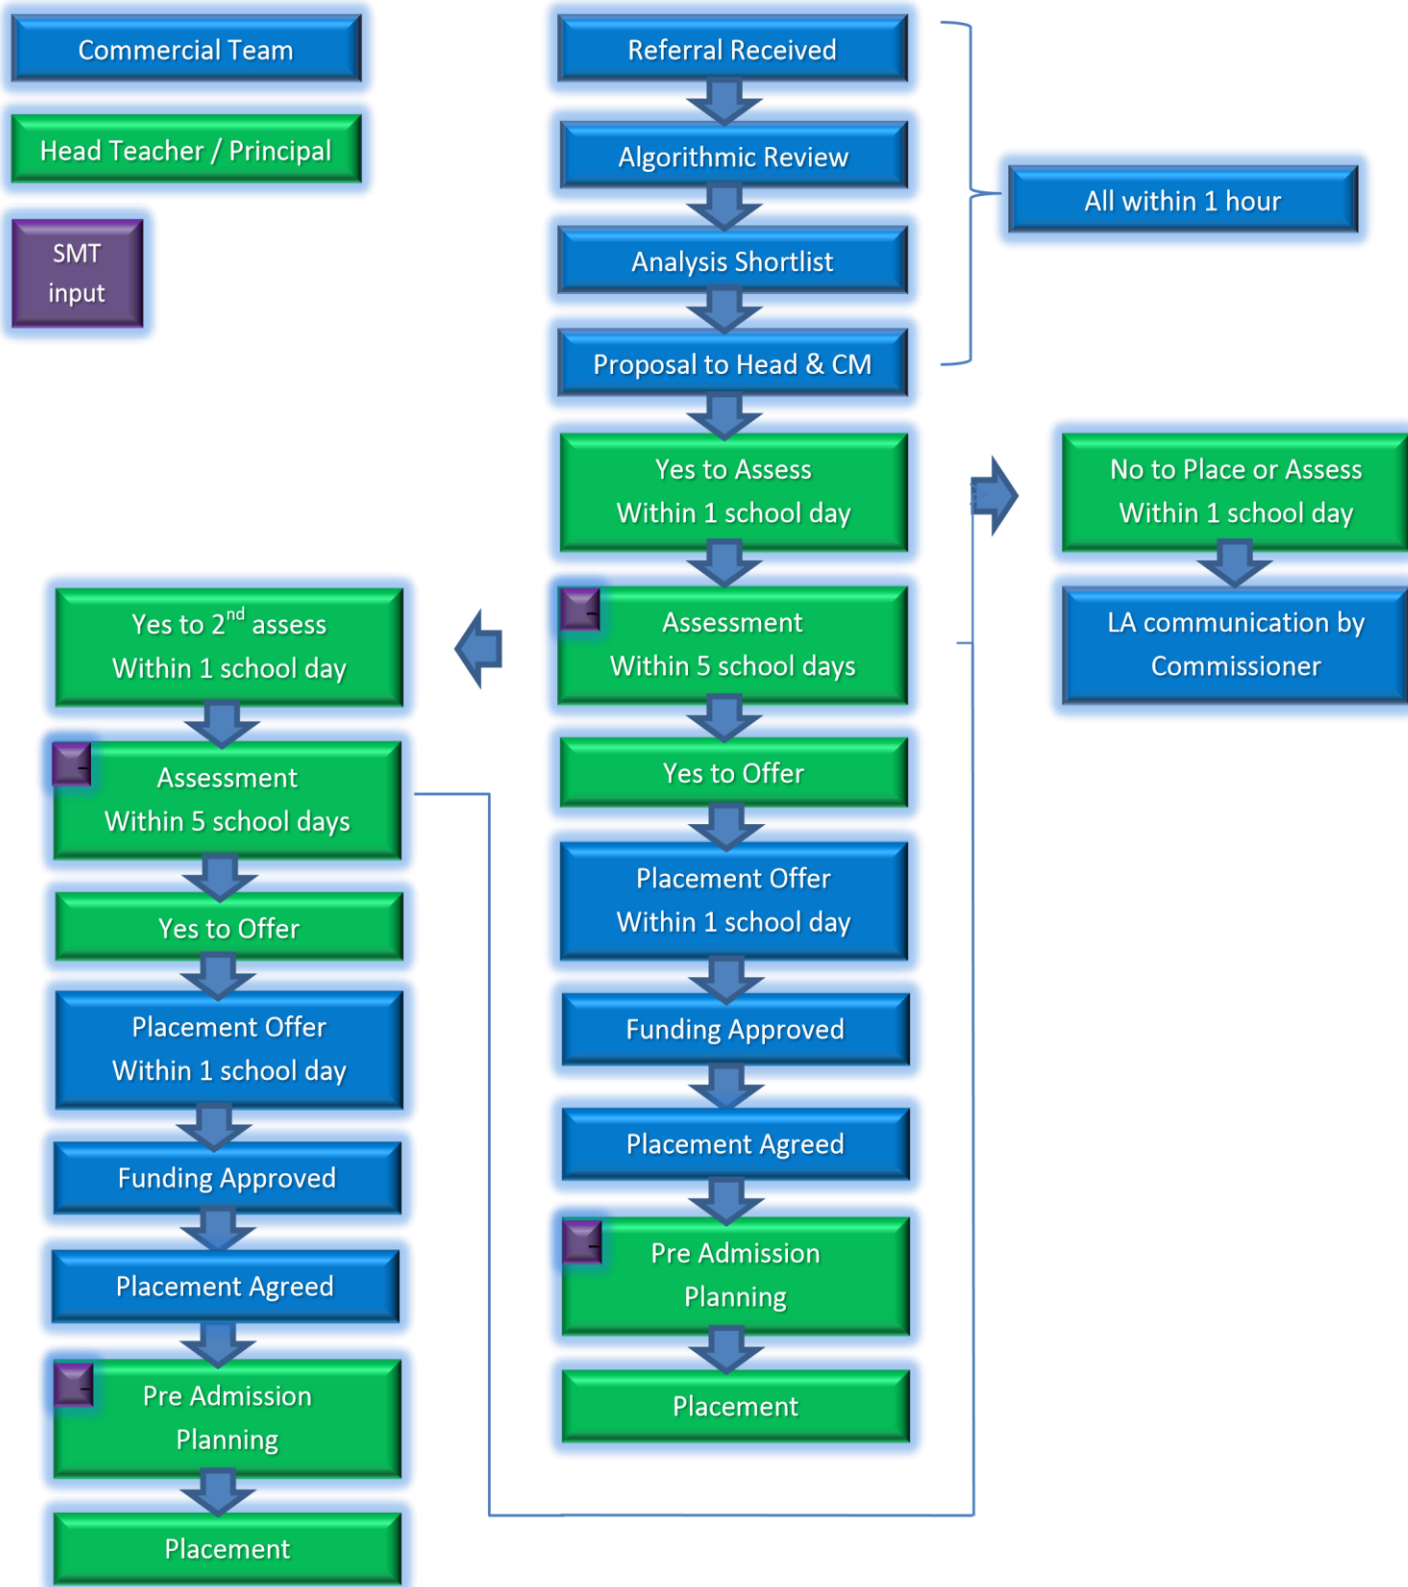 Commercial Team
Head Teacher / Principal
SMT
input
Referral Received
Algorithmic Review
Analysis Shortlist
Proposal to Head & CM
All within 1 hour
Yes to Assess
Within 1 school day
No to Place or Assess
Within 1 school day
LA communication by
Commissioner
Assessment
Within 5 school days
Yes to Offer
Placement Offer
Within 1 school day
Funding Approved
Placement Agreed
Pre Admission
Planning
Placement
Yes to 2nd assess
Within 1 school day
Assessment
Within 5 school days
Yes to Offer
Placement Offer
Within 1 school day
Funding Approved
Placement Agreed
Pre Admission
Planning
Placement